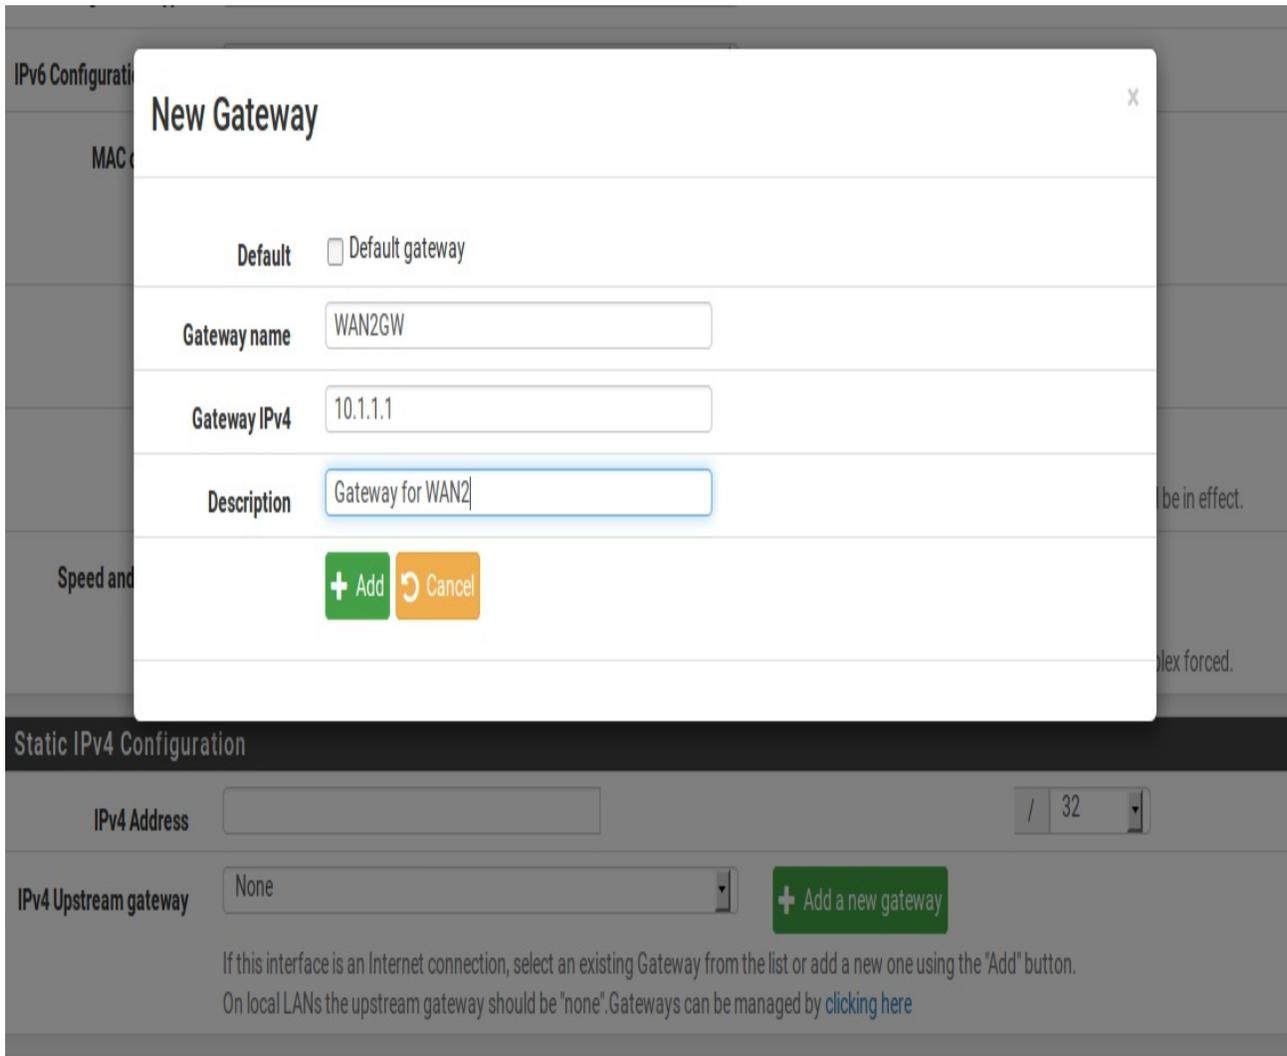 IPv6 Configurati
New Gateway
x
MAC
Default
Default gateway
Gateway name
WAN2GW
Gateway IPv4
10.1.1.1
Description
Gateway for WAN2
be in effect.
Add
Cancel
Speed and
plex forced.
Static IPv4 Configuration
IPv4 Address
/ 32
IPv4 Upstream gateway
None
Add a new gateway
If this interface is an Internet connection, select an existing Gateway from the list or add a new one using the "Add" button.
On local LANs the upstream gateway should be "none".Gateways can be managed by clicking here